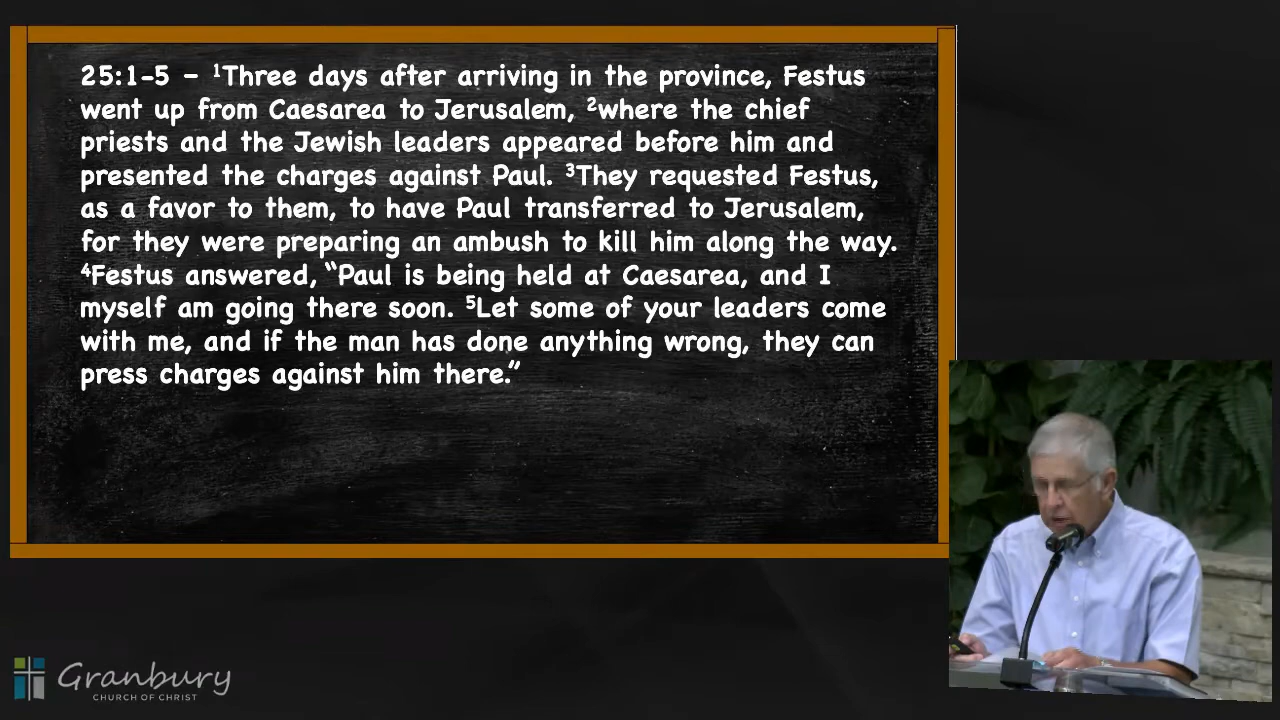 25:1-5 – ¹Three days after arriving in the province, Festus
went up from Caesarea to Jerusalem, ²where the chief
priests and the Jewish leaders appeared before him and
presented the charges against Paul. ³They requested Festus,
as a favor to them, to have Paul transferred to Jerusalem,
for they were preparing an ambush to kill him along the way.
⁴Festus answered, “Paul is being held at Caesarea, and I
myself am going there soon. ⁵Let some of your leaders come
with me, and if the man has done anything wrong, they can
press charges against him there.”
Granbury
CHURCH OF CHRIST